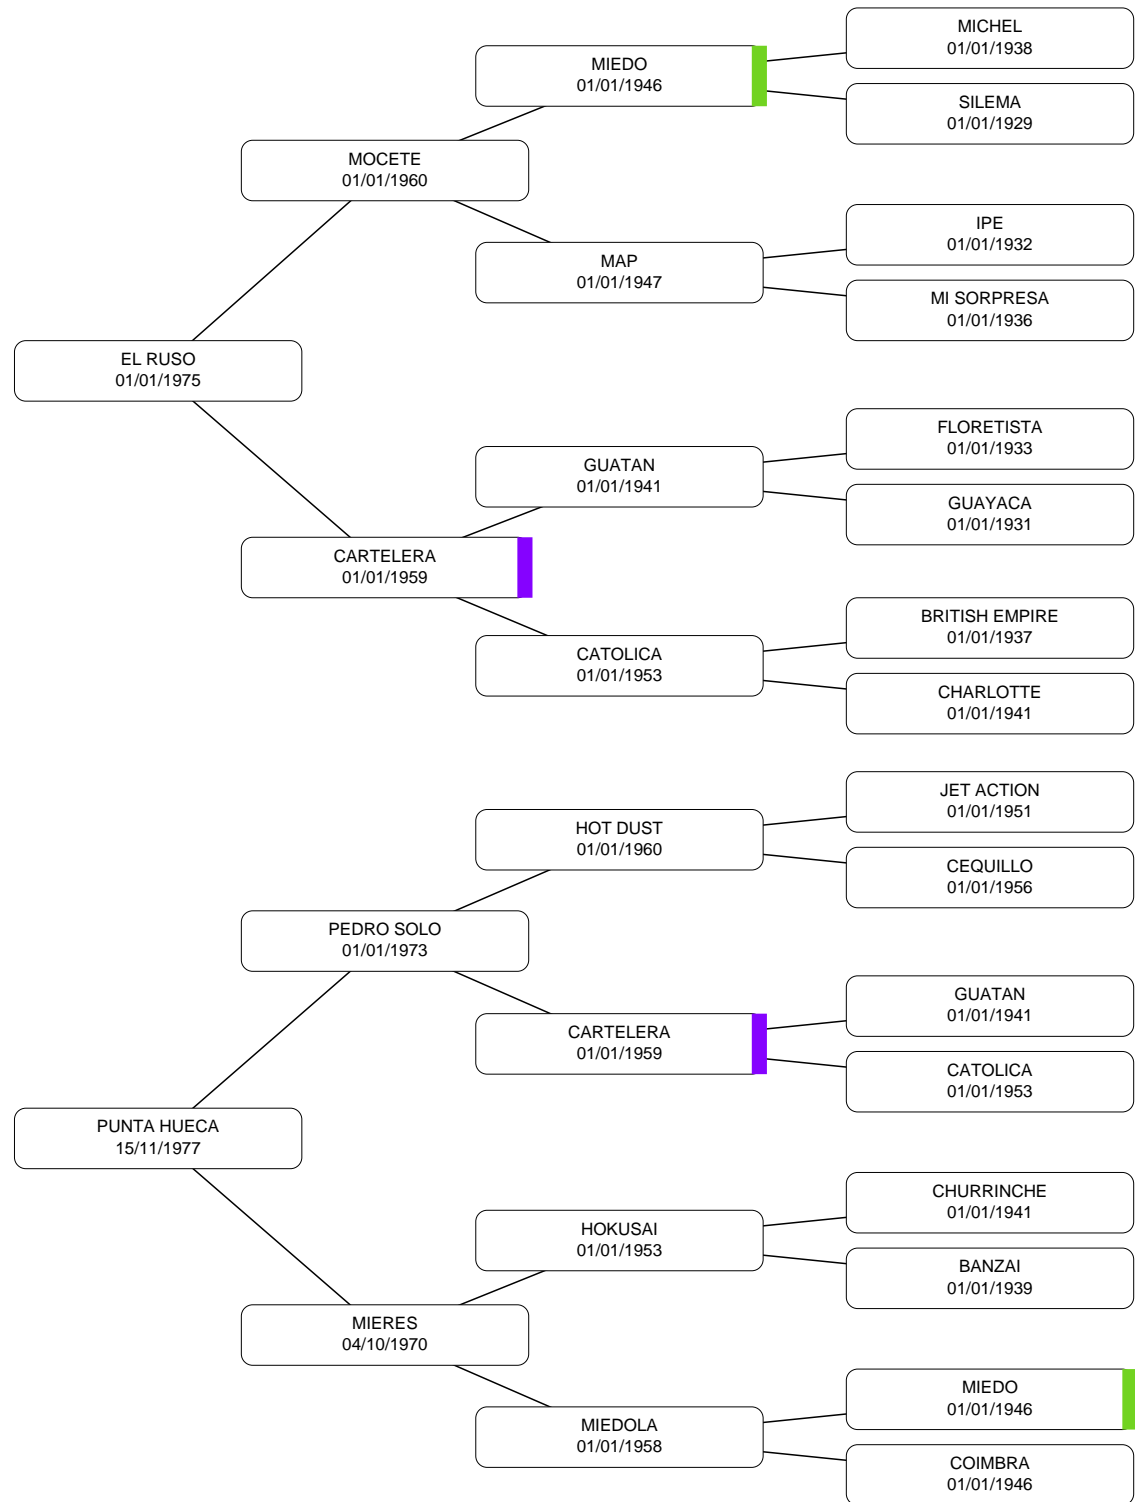 MICHEL
01/01/1938
MIEDO
01/01/1946
SILEMA
01/01/1929
MOCETE
01/01/1960
IPE
01/01/1932
MAP
01/01/1947
MI SORPRESA
01/01/1936
EL RUSO
01/01/1975
FLORETISTA
01/01/1933
GUATAN
01/01/1941
GUAYACA
01/01/1931
CARTELERA
01/01/1959
BRITISH EMPIRE
01/01/1937
CATOLICA
01/01/1953
CHARLOTTE
01/01/1941
JET ACTION
01/01/1951
HOT DUST
01/01/1960
CEQUILLO
01/01/1956
PEDRO SOLO
01/01/1973
GUATAN
01/01/1941
CARTELERA
01/01/1959
CATOLICA
01/01/1953
PUNTA HUECA
15/11/1977
CHURRINCHE
01/01/1941
HOKUSAI
01/01/1953
BANZAI
01/01/1939
MIERES
04/10/1970
MIEDO
01/01/1946
MIEDOLA
01/01/1958
COIMBRA
01/01/1946